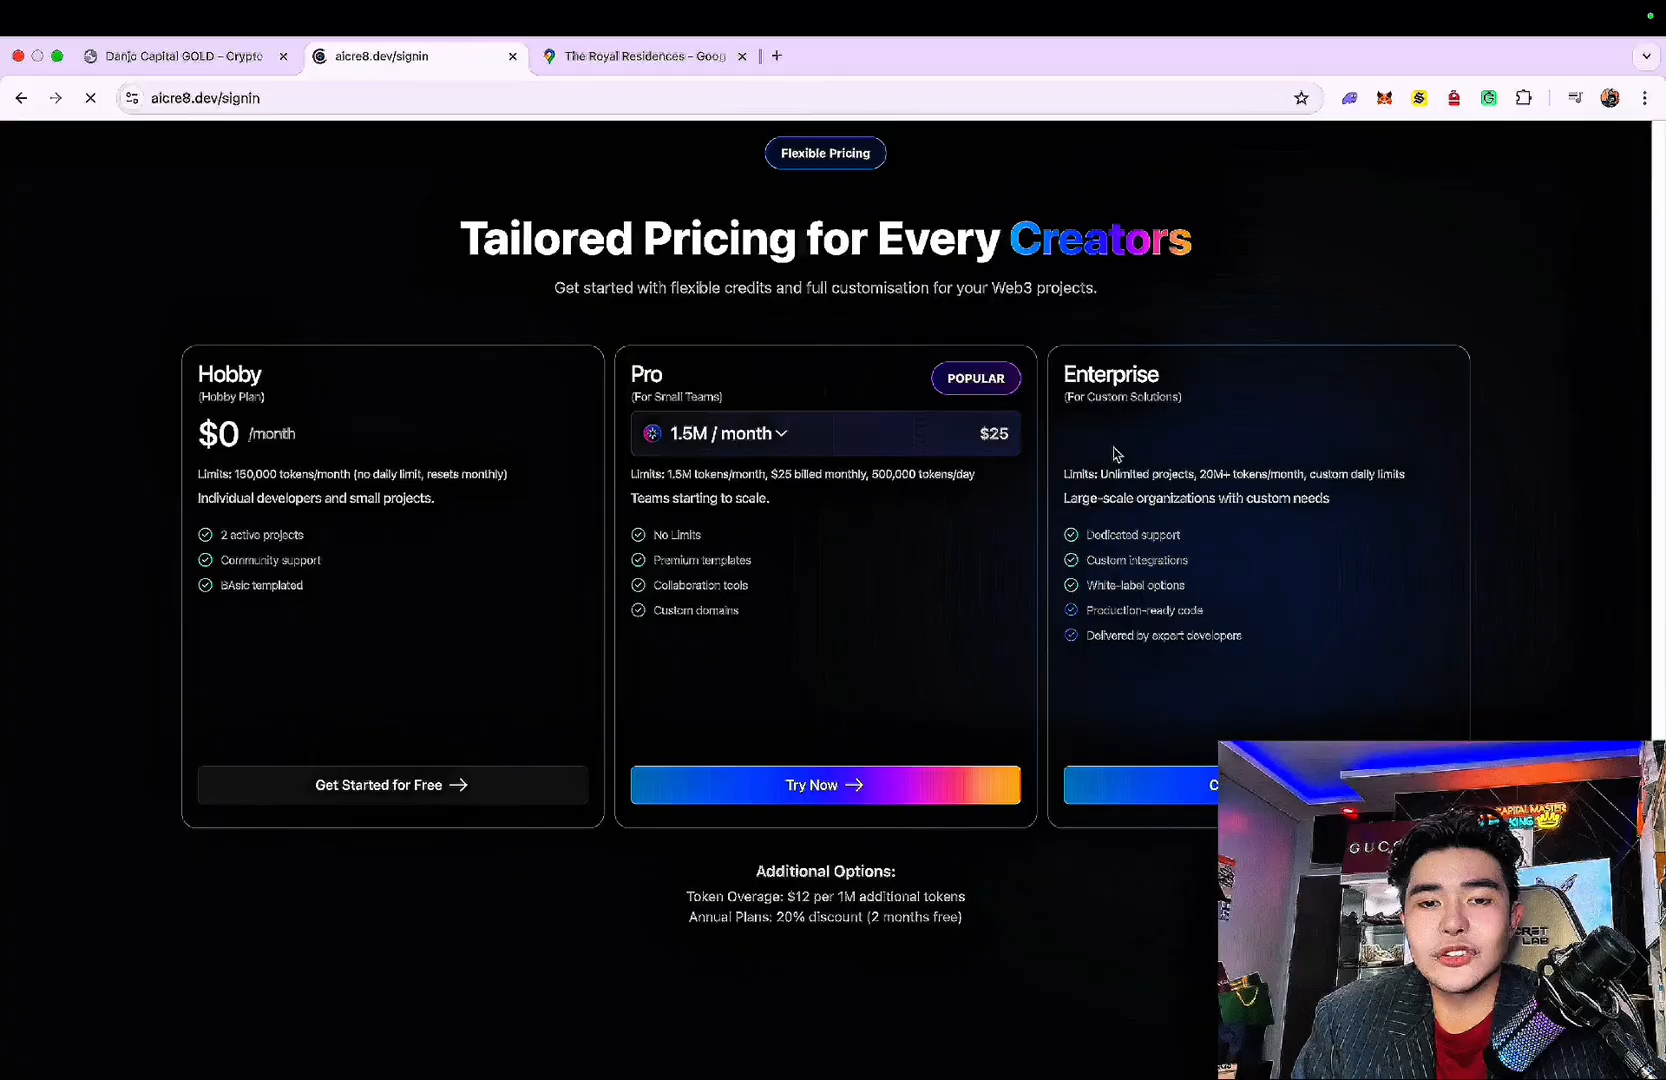 Danjo Capital GOLD – Crypto
aicre8.dev/signin
The Royal Residences – Goog
aicre8.dev/signin
Flexible Pricing
Tailored Pricing for Every Creators
Get started with flexible credits and full customisation for your Web3 projects.
Hobby
(Hobby Plan)
$0 /month
Limits: 150,000 tokens/month (no daily limit, resets monthly)
Individual developers and small projects.
2 active projects
Community support
BAsic templated
Get Started for Free
Pro
POPULAR
(For Small Teams)
1.5M / month
$25
Limits: 1.5M tokens/month, $25 billed monthly, 500,000 tokens/day
Teams starting to scale.
No Limits
Premium templates
Collaboration tools
Custom domains
Try Now
Enterprise
(For Custom Solutions)
Limits: Unlimited projects, 20M+ tokens/month, custom daily limits
Large-scale organizations with custom needs
Dedicated support
Custom integrations
White-label options
Production-ready code
Delivered by expert developers
C
Additional Options:
Token Overage: $12 per 1M additional tokens
Annual Plans: 20% discount (2 months free)
CAPITAL MASTER
KING
GUCC
CRET
LAB